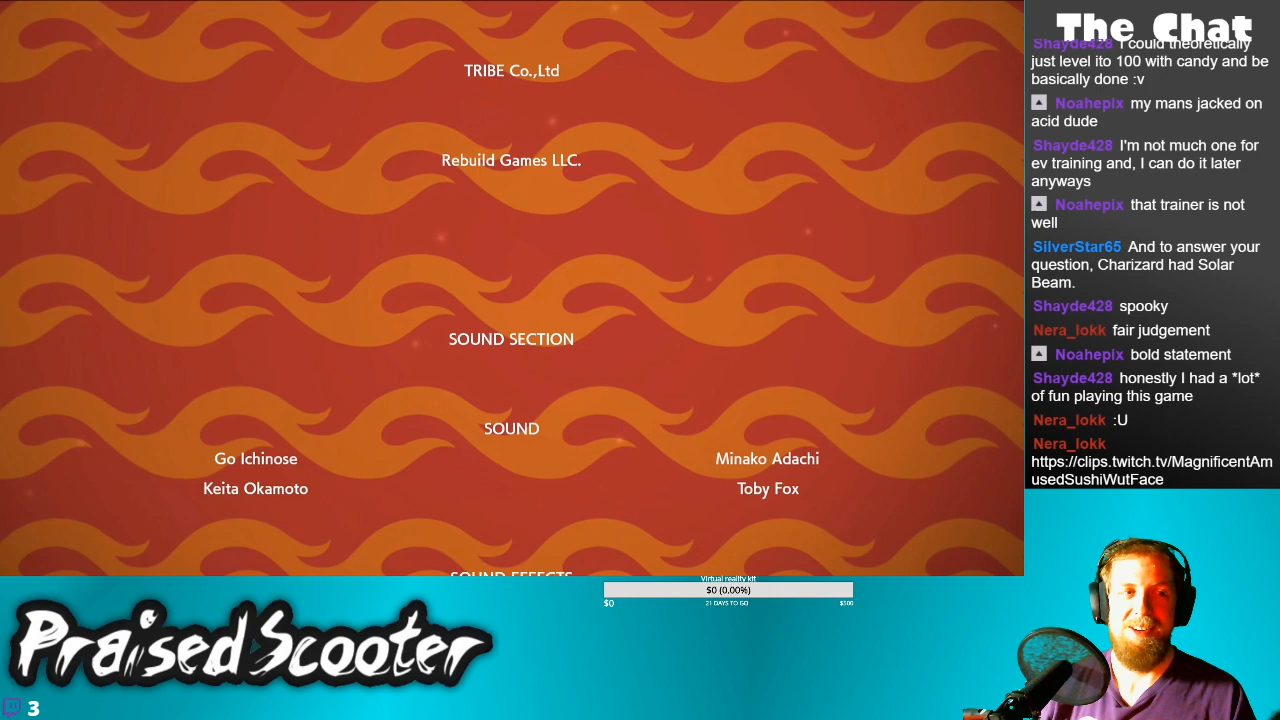 TRIBE Co.,Ltd
Rebuild Games LLC.
SOUND SECTION
SOUND
Go Ichinose
Minako Adachi
Keita Okamoto
Toby Fox
SOUND EFFECTS
The Chat
Shayde428 I could theoretically
just level ito 100 with candy and be
basically done :v
Noahepix my mans jacked on
acid dude
Shayde428 I'm not much one for
ev training and, I can do it later
anyways
Noahepix that trainer is not
well
SilverStar65 And to answer your
question, Charizard had Solar
Beam.
Shayde428 spooky
Nera_lokk fair judgement
Noahepix bold statement
Shayde428 honestly I had a *lot*
of fun playing this game
Nera_lokk :U
Nera_lokk
https://clips.twitch.tv/MagnificentAm
usedSushiWutFace
Virtual reality kit
$0 (0.00%)
$0
21 DAYS TO GO
$500
PraisedScooter
3